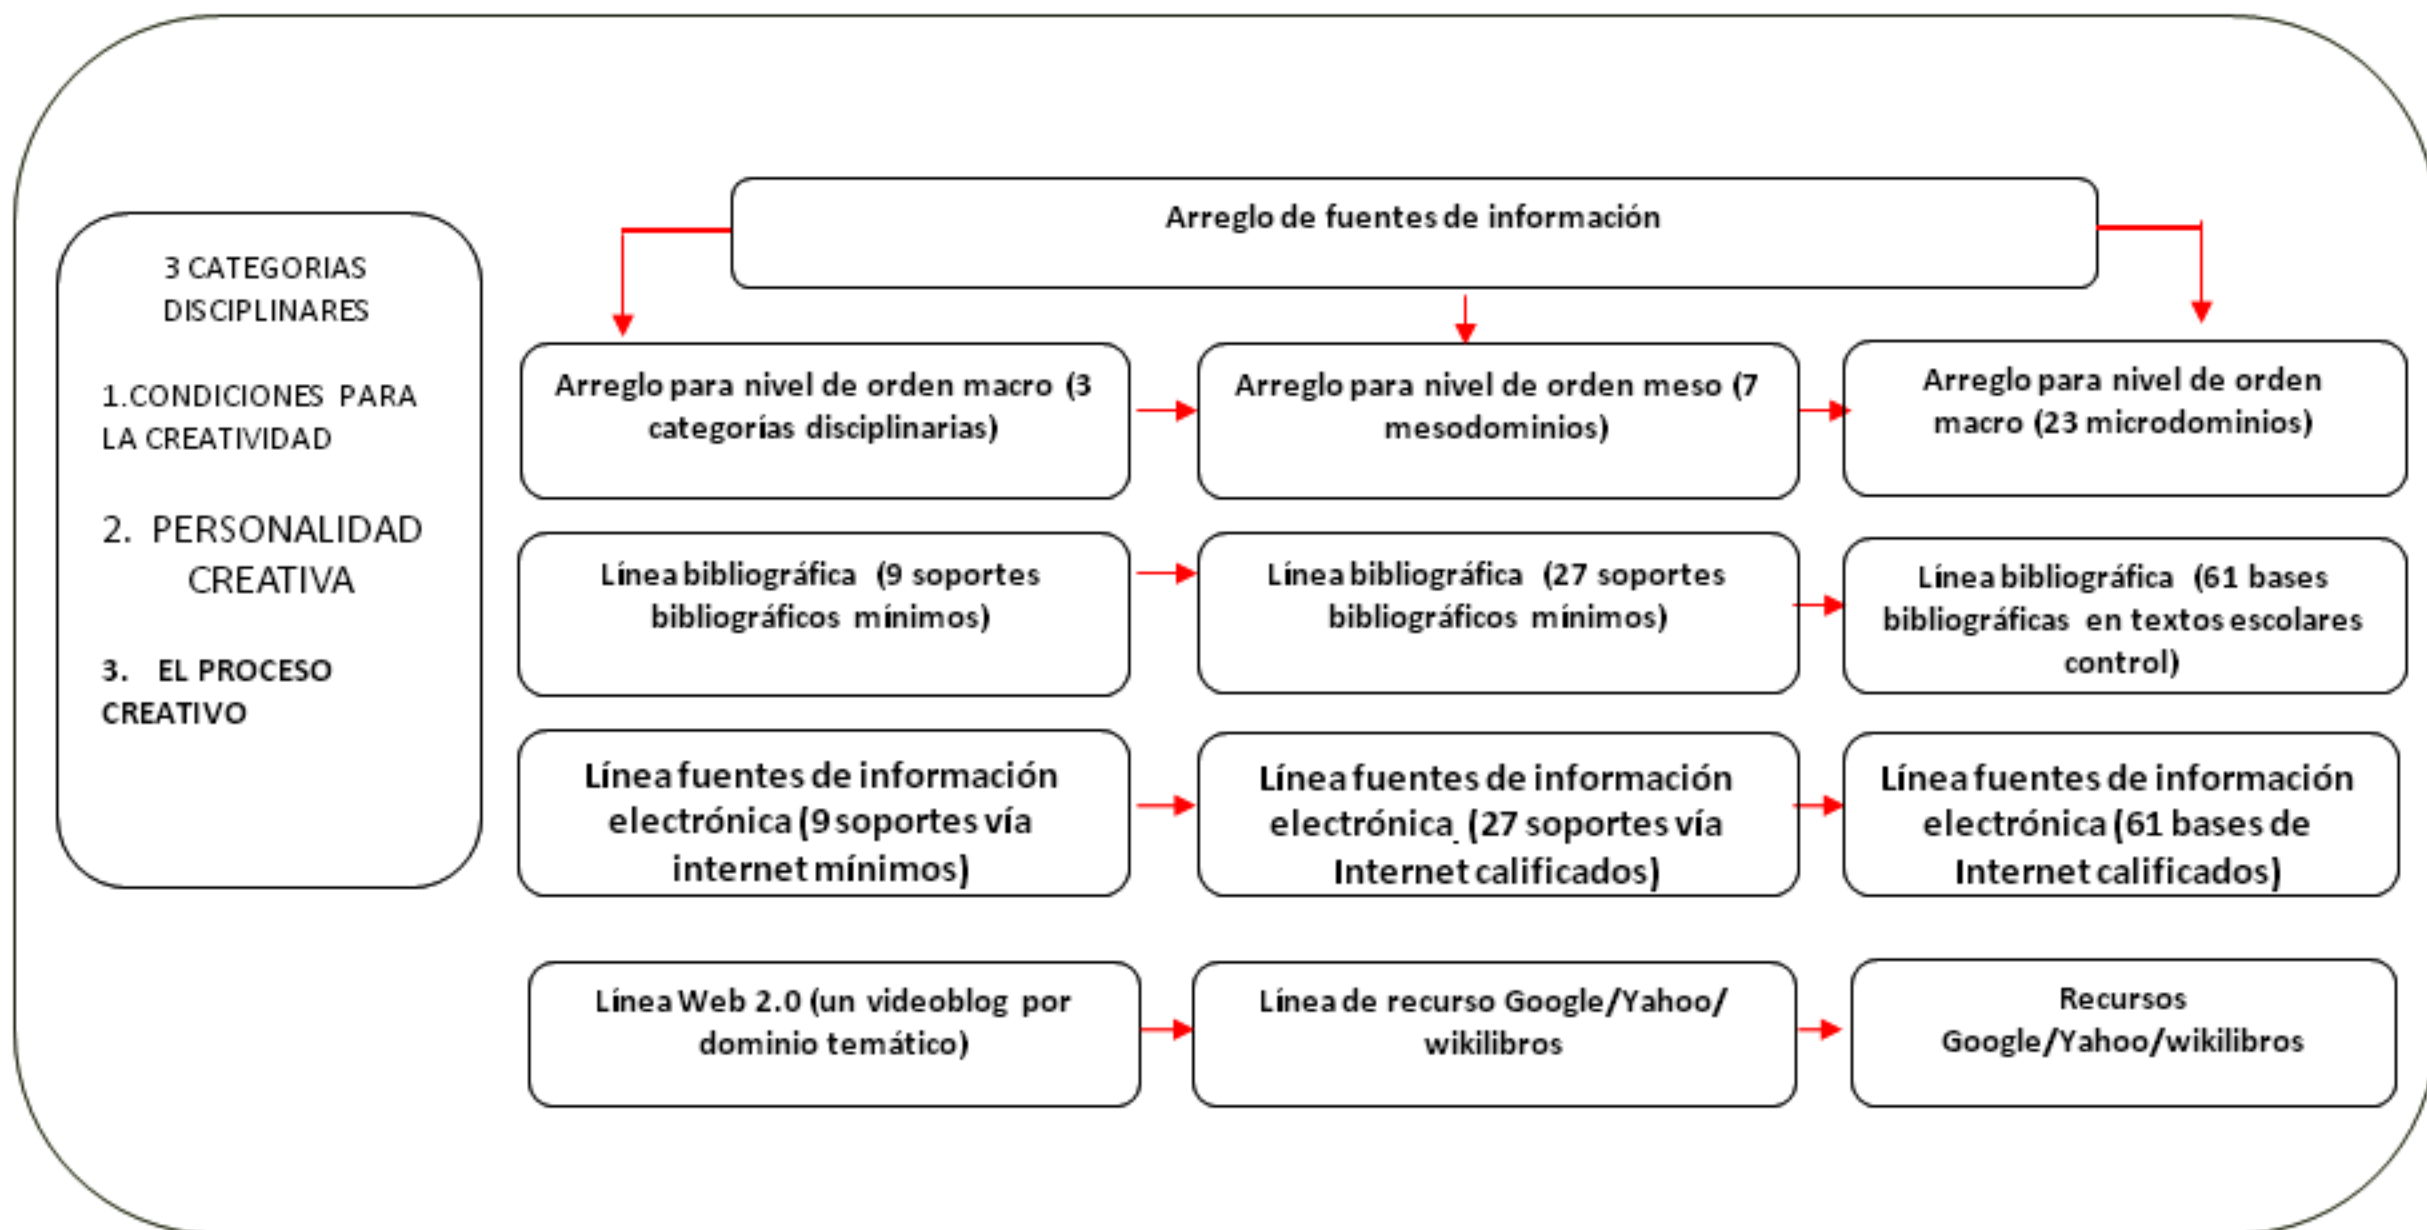 Arreglo de fuentes de información
3 CATEGORIAS
DISCIPLINARES
1.CONDICIONES PARA
LA CREATIVIDAD
2. PERSONALIDAD
CREATIVA
3. EL PROCESO
CREATIVO
Arreglo para nivel de orden macro (3
categorías disciplinarias)
Arreglo para nivel de orden meso (7
mesodominios)
Arreglo para nivel de orden
macro (23 microdominios)
Línea bibliográfica (9 soportes
bibliográficos mínimos)
Línea bibliográfica (27 soportes
bibliográficos mínimos)
Línea bibliográfica (61 bases
bibliográficas en textos escolares
control)
Línea fuentes de información
electrónica (9 soportes vía
internet mínimos)
Línea fuentes de información
electrónica. (27 soportes vía
Internet calificados)
Línea fuentes de información
electrónica (61 bases de
Internet calificados)
Línea Web 2.0 (un videoblog por
dominio temático)
Línea de recurso Google/Yahoo/
wikilibros
Recursos
Google/Yahoo/wikilibros